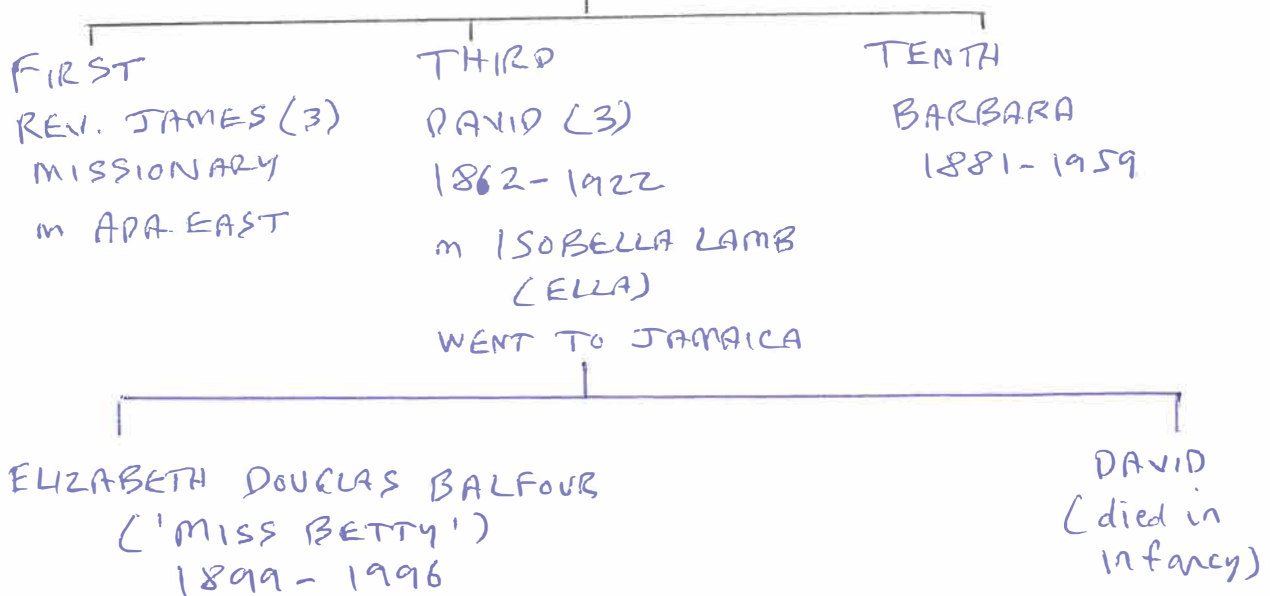 FIRST
REV. JAMES (3)
MISSIONARY
m ADA EAST
THIRD
DAVID (3)
1862-1922
m ISOBELLA LAMB
(ELLA)
WENT TO JAMAICA
TENTH
BARBARA
1881-1959
ELIZABETH DOUGLAS BALFOUR
('MISS BETTY')
1899-1996
DAVID
(died in
infancy)